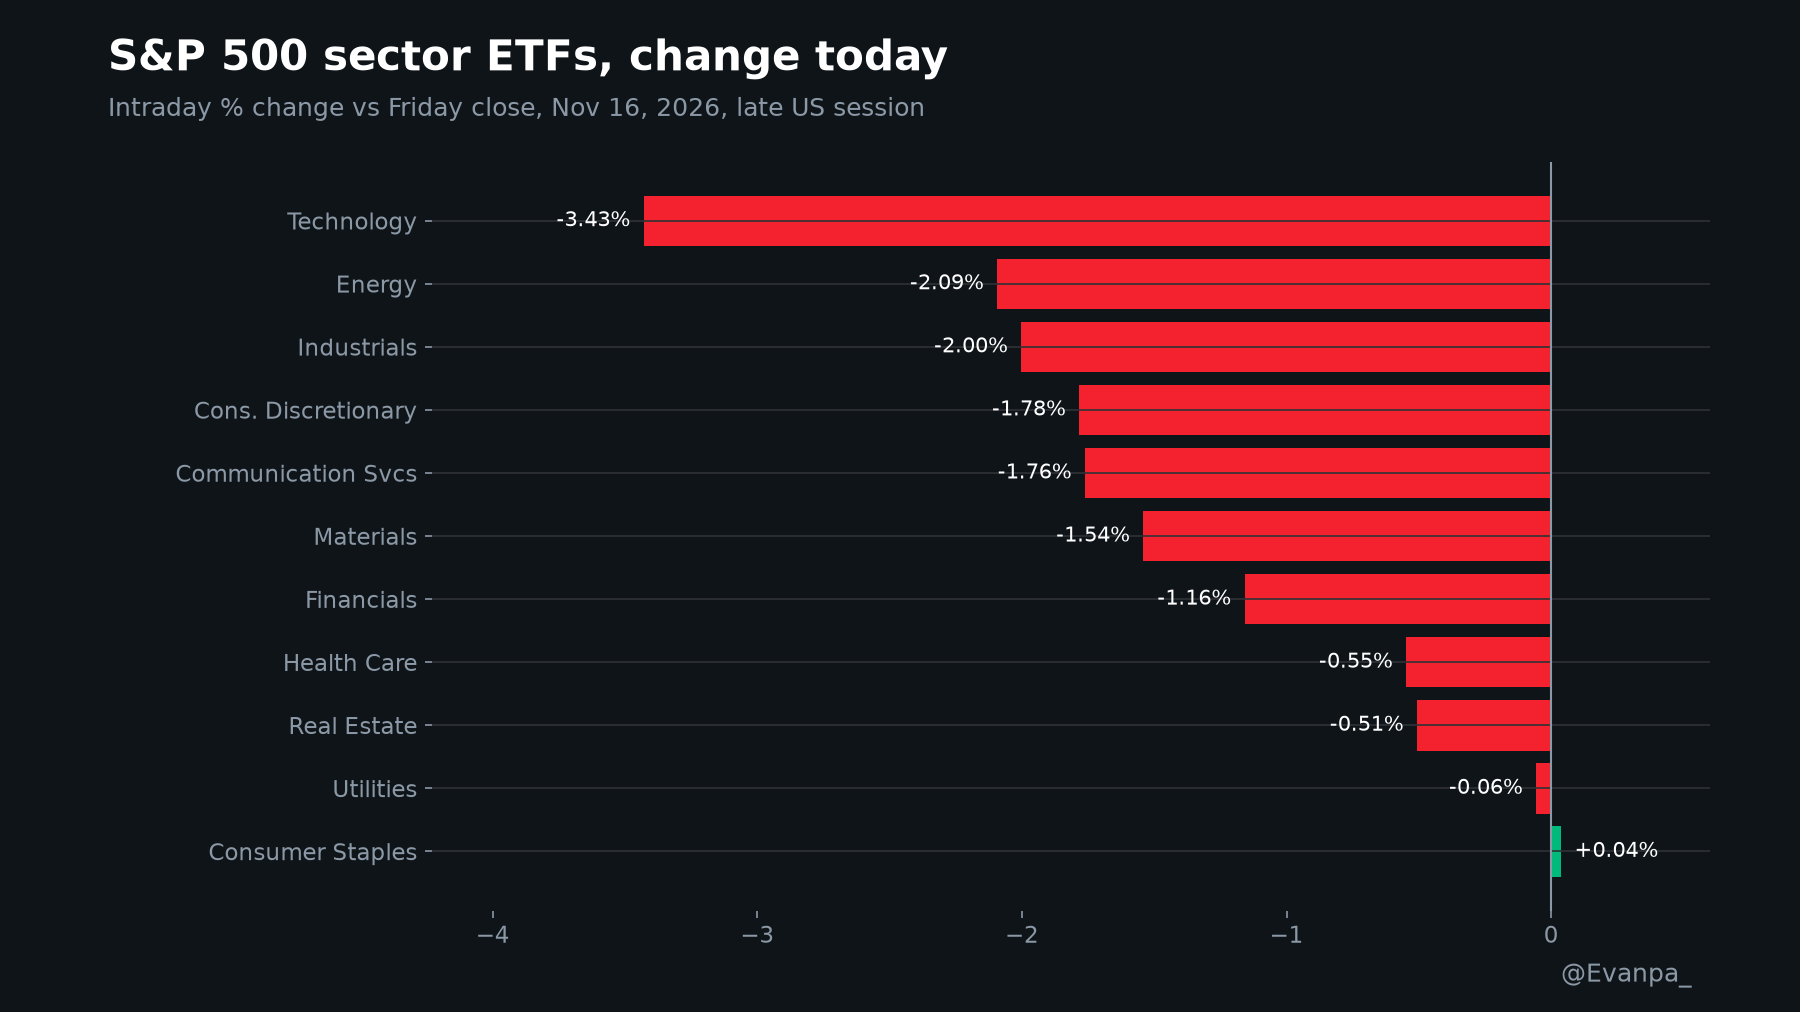 S&P 500 sector ETFs, change today
Intraday % change vs Friday close, Nov 16, 2026, late US session
Technology -3.43%
Energy -2.09%
Industrials -2.00%
Cons. Discretionary -1.78%
Communication Svcs -1.76%
Materials -1.54%
Financials -1.16%
Health Care -0.55%
Real Estate -0.51%
Utilities -0.06%
Consumer Staples +0.04%
−4 −3 −2 −1 0
@Evanpa_